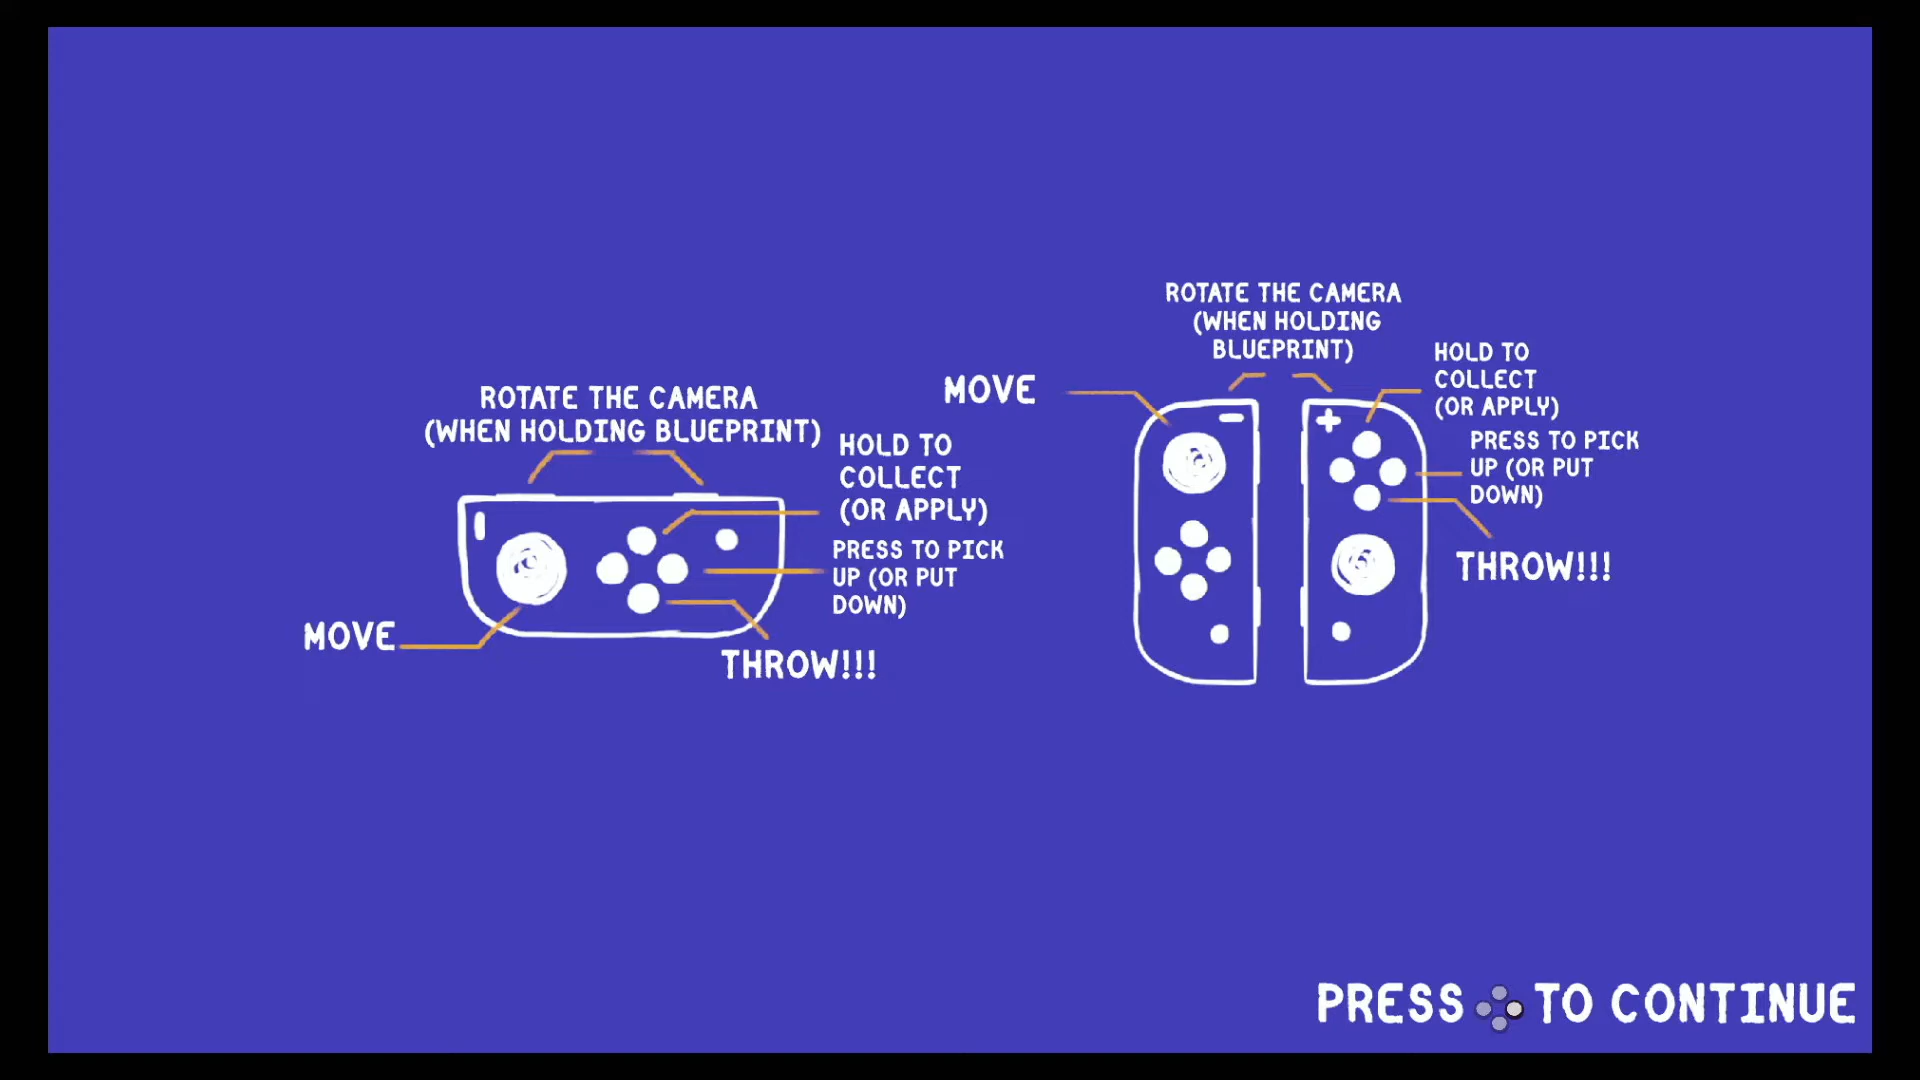 ROTATE THE CAMERA
(WHEN HOLDING BLUEPRINT)
HOLD TO
COLLECT
(OR APPLY)
PRESS TO PICK
UP (OR PUT
DOWN)
MOVE
THROW!!!
ROTATE THE CAMERA
(WHEN HOLDING
BLUEPRINT)
MOVE
HOLD TO
COLLECT
(OR APPLY)
PRESS TO PICK
UP (OR PUT
DOWN)
THROW!!!
PRESS TO CONTINUE